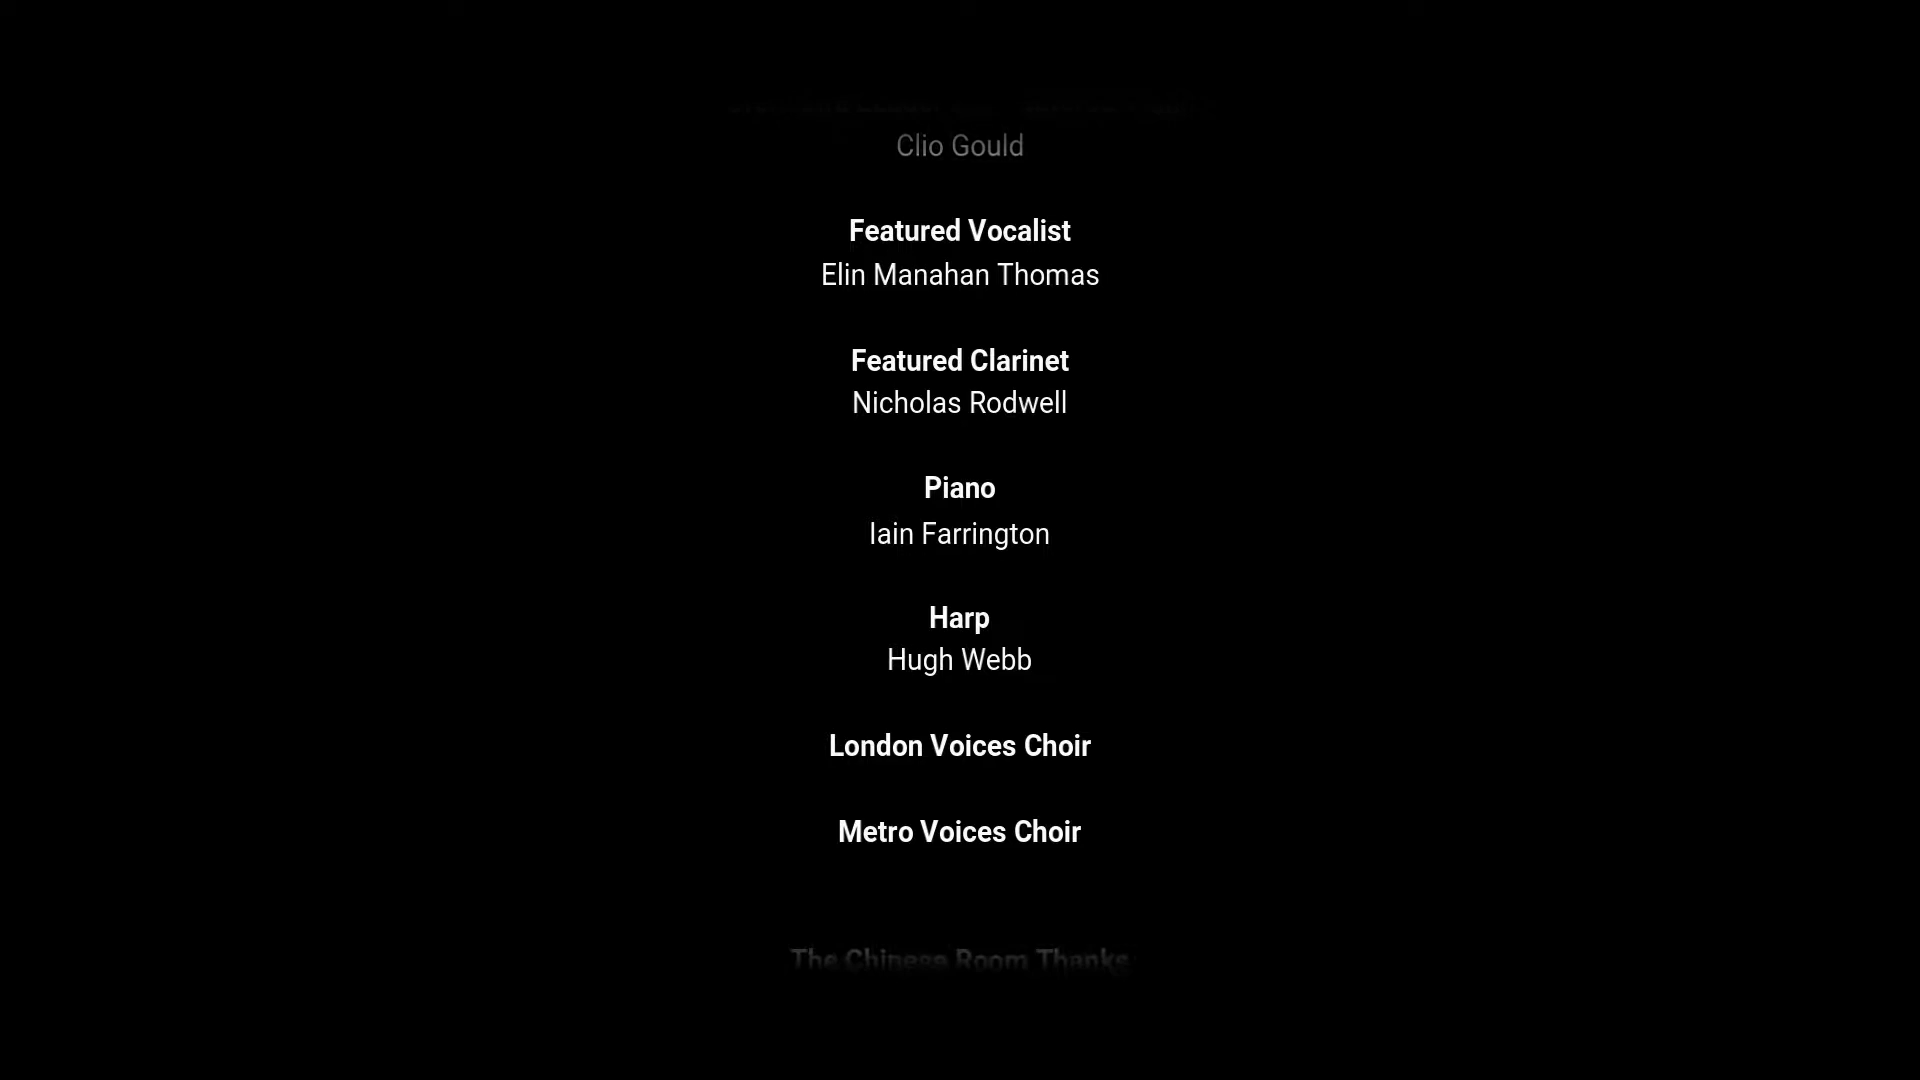 Clio Gould
Featured Vocalist
Elin Manahan Thomas
Featured Clarinet
Nicholas Rodwell
Piano
Iain Farrington
Harp
Hugh Webb
London Voices Choir
Metro Voices Choir
The Chinese Room Thanks